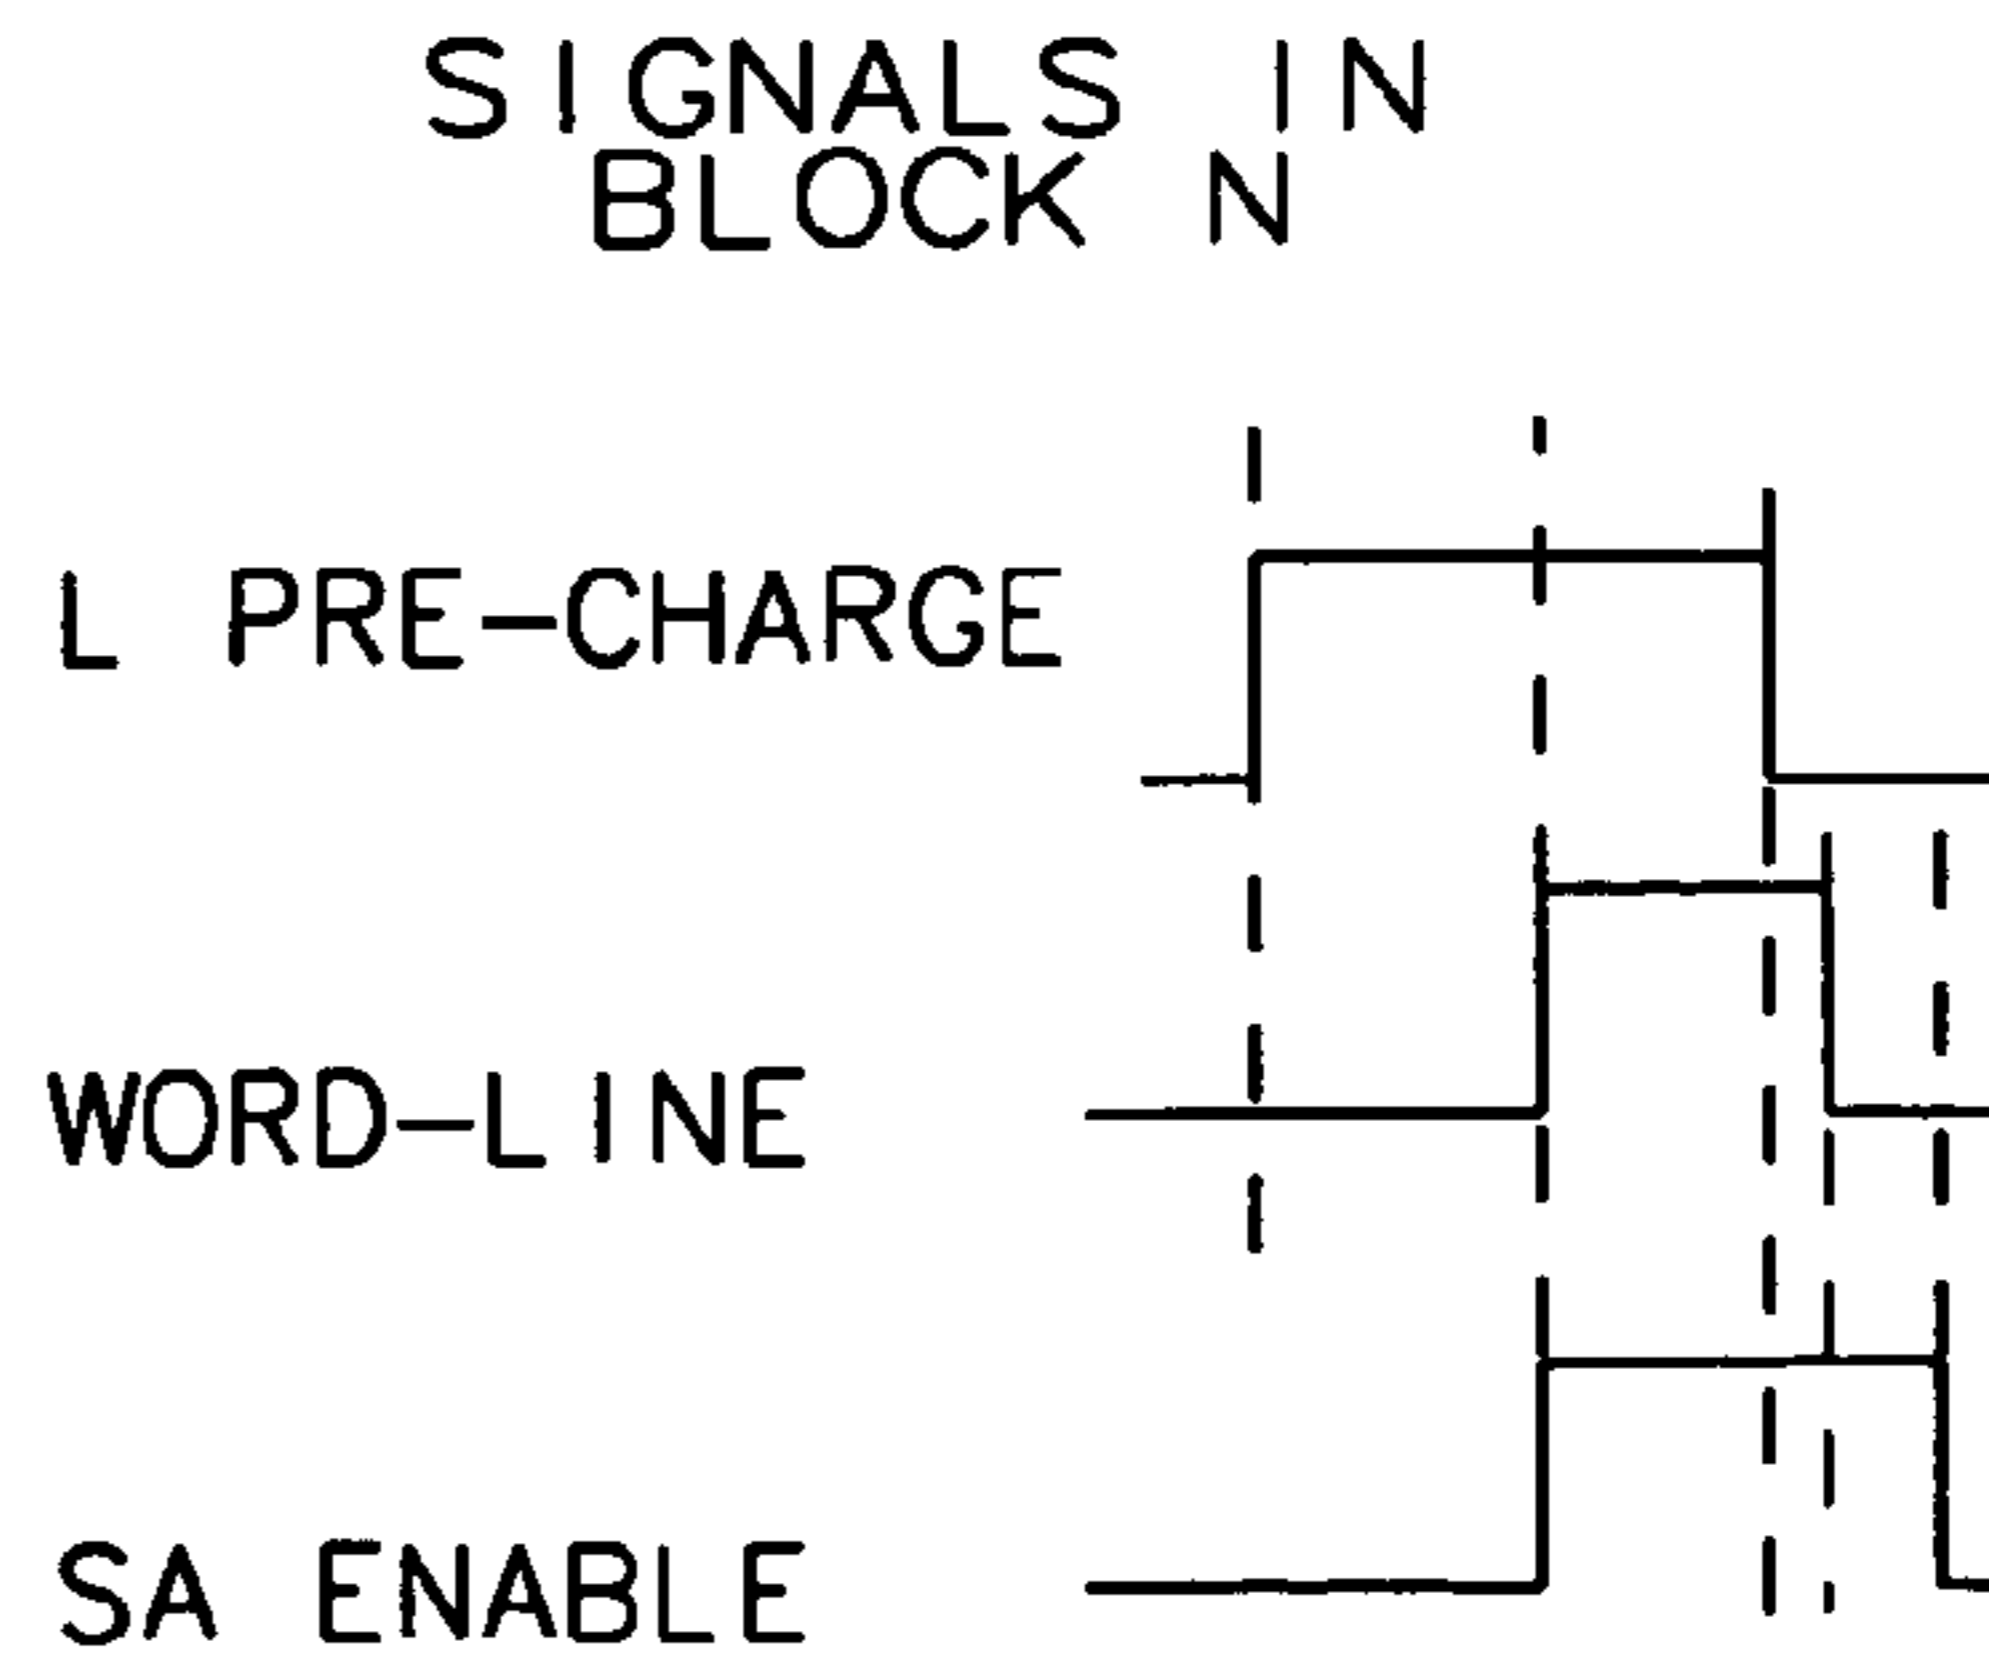 SIGNALS IN
BLOCK N
L PRE-CHARGE
WORD-LINE
SA ENABLE